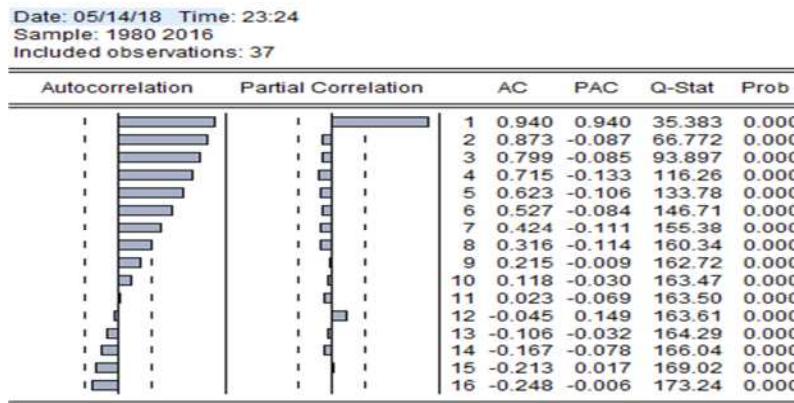 Date: 05/14/18 Time: 23:24
Sample: 1980 2016
Included observations: 37
Autocorrelation Partial Correlation AC PAC Q-Stat Prob
1 0.940 0.940 35.383 0.000
2 0.873 -0.087 66.772 0.000
3 0.799 -0.085 93.897 0.000
4 0.715 -0.133 116.26 0.000
5 0.623 -0.106 133.78 0.000
6 0.527 -0.084 146.71 0.000
7 0.424 -0.111 155.38 0.000
8 0.316 -0.114 160.34 0.000
9 0.215 -0.009 162.72 0.000
10 0.118 -0.030 163.47 0.000
11 0.023 -0.069 163.50 0.000
12 -0.045 0.149 163.61 0.000
13 -0.106 -0.032 164.29 0.000
14 -0.167 -0.078 166.04 0.000
15 -0.213 0.017 169.02 0.000
16 -0.248 -0.006 173.24 0.000